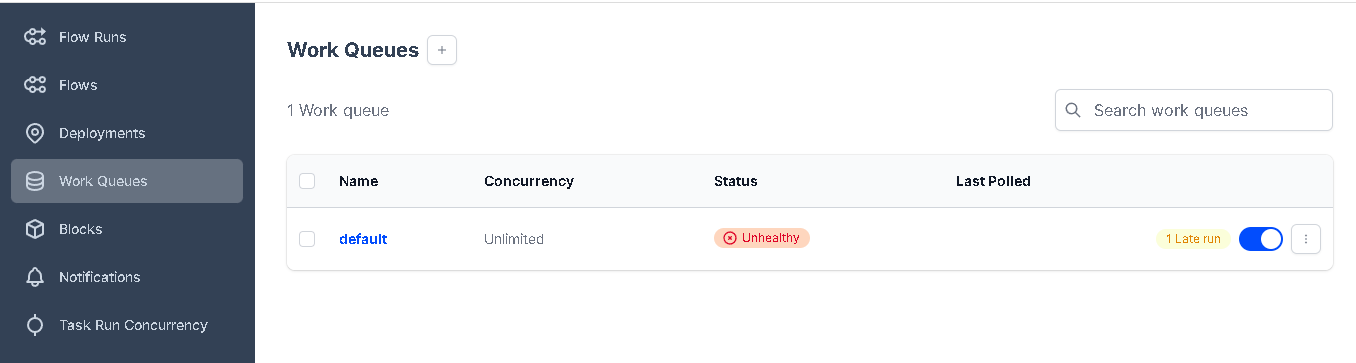 Flow Runs
Flows
Deployments
Work Queues
Blocks
Notifications
Task Run Concurrency
Work Queues
1 Work queue
Search work queues
Name Concurrency Status Last Polled
default Unlimited Unhealthy 1 Late run